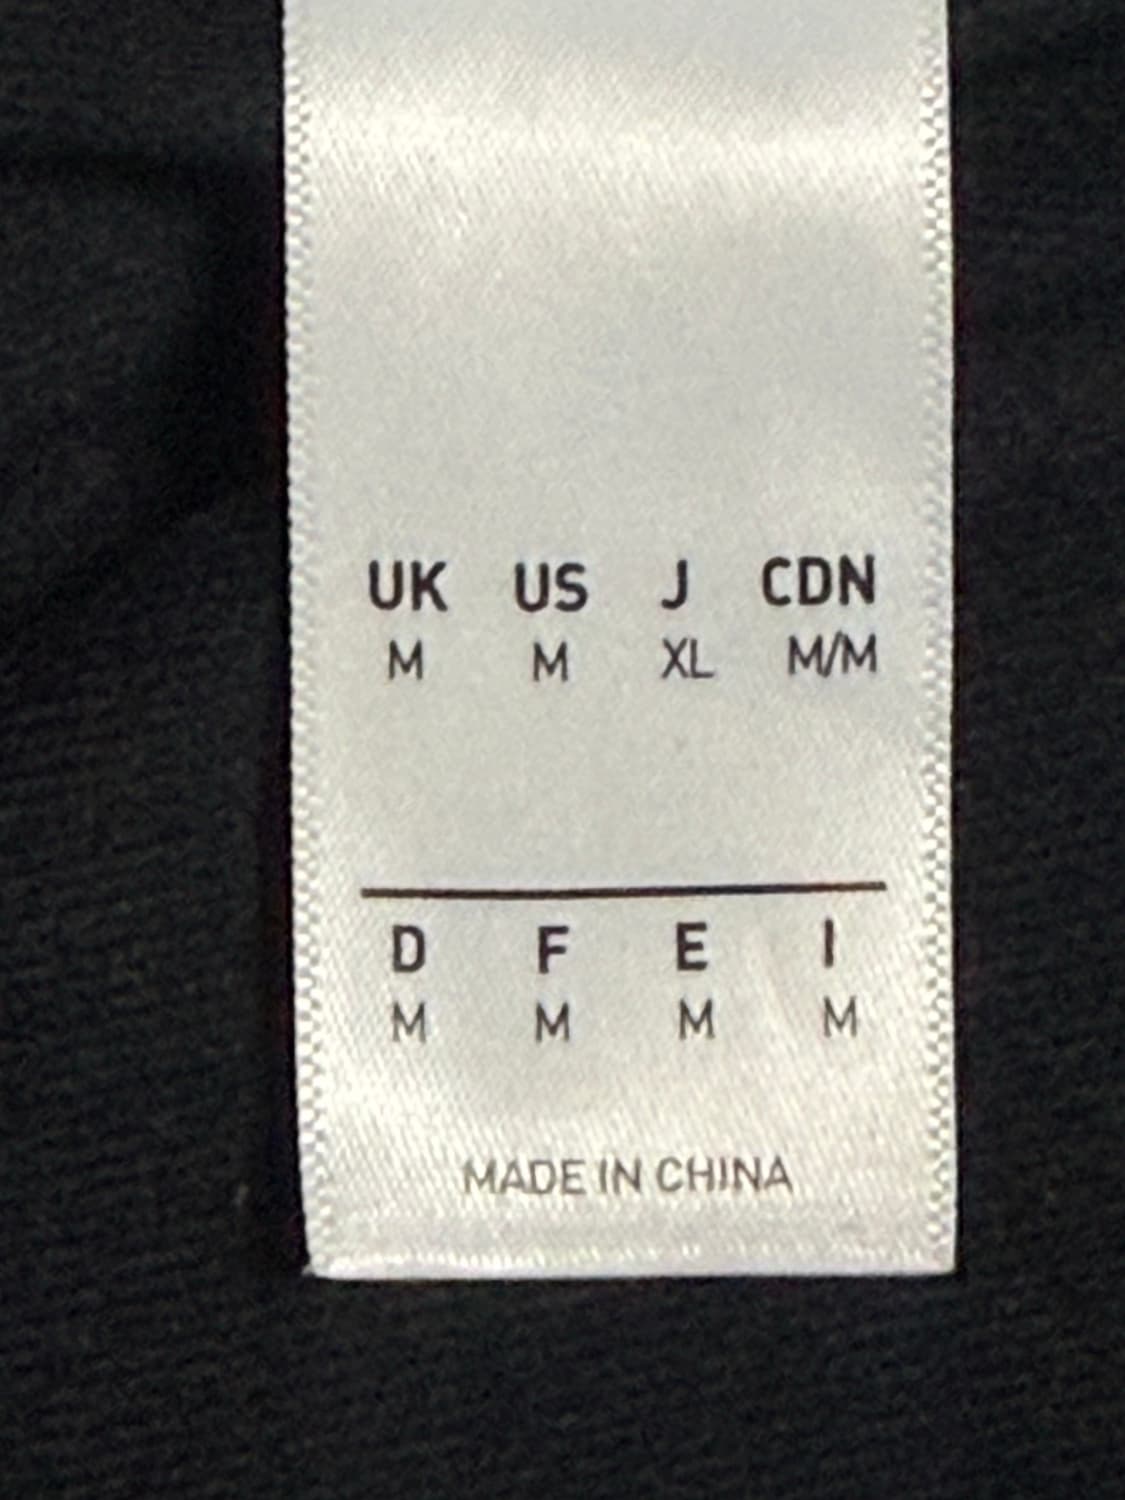 UK US J CDN
M M XL M/M
D F E I
M M M M
MADE IN CHINA